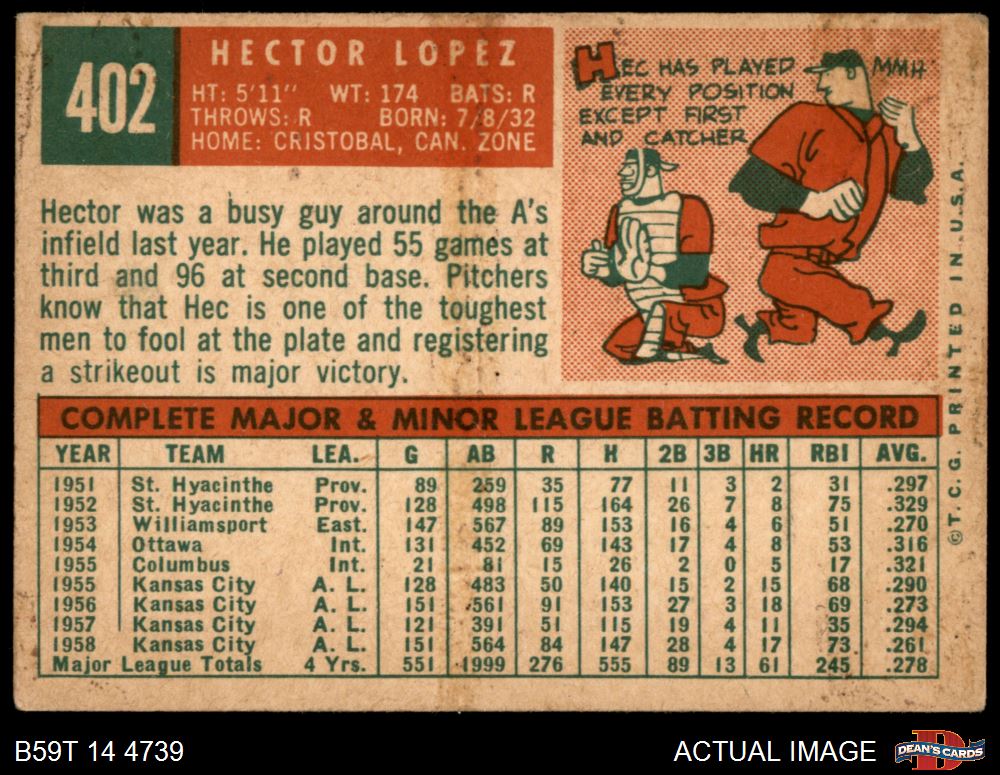 402
HECTOR LOPEZ
HT: 5'11" WT: 174 BATS: R
THROWS: R BORN: 7/8/32
HOME: CRISTOBAL, CAN. ZONE
HEC HAS PLAYED
EVERY POSITION
EXCEPT FIRST
AND CATCHER
MMH
Hector was a busy guy around the A's
infield last year. He played 55 games at
third and 96 at second base. Pitchers
know that Hec is one of the toughest
men to fool at the plate and registering
a strikeout is major victory.
COMPLETE MAJOR & MINOR LEAGUE BATTING RECORD
YEAR TEAM LEA. G AB R H 2B 3B HR RBI AVG.
1951 St. Hyacinthe Prov. 89 259 35 77 11 3 2 31 .297
1952 St. Hyacinthe Prov. 128 498 115 164 26 7 8 75 .329
1953 Williamsport East. 147 567 89 153 16 4 6 51 .270
1954 Ottawa Int. 131 452 69 143 17 4 8 53 .316
1955 Columbus Int. 21 81 15 26 2 0 5 17 .321
1955 Kansas City A. L. 128 483 50 140 15 2 15 68 .290
1956 Kansas City A. L. 151 561 91 153 27 3 18 69 .273
1957 Kansas City A. L. 121 391 51 115 19 4 11 35 .294
1958 Kansas City A. L. 151 564 84 147 28 4 17 73 .261
Major League Totals 4 Yrs. 551 1999 276 555 89 13 61 245 .278
© T. C. G. PRINTED IN U.S.A.
B59T 14 4739
ACTUAL IMAGE
DEAN'S CARDS